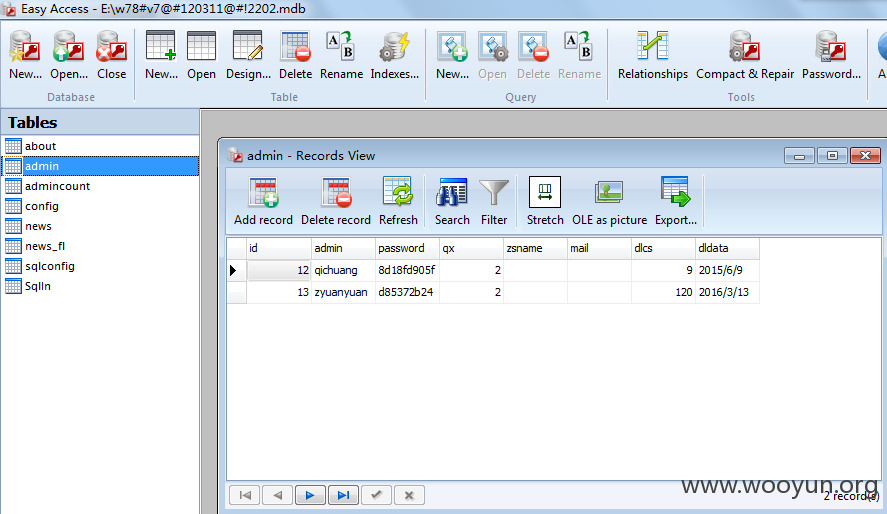 Easy Access - E:\w78#v7@#120311@#!2202.mdb
New... Open... Close New... Open Design... Delete Rename Indexes... New... Open Delete Rename Relationships Compact & Repair Password...
Database Table Query Tools
Tables
about
admin
admincount
config
news
news_fl
sqlconfig
SqlIn
admin - Records View
Add record Delete record Refresh Search Filter Stretch OLE as picture Export...
id admin password qx zsname mail dlcs dldata
12 qichuang 8d18fd905f 2 9 2015/6/9
13 zyuanyuan d85372b24 2 120 2016/3/13
www.wooyun.org
2 record(s)